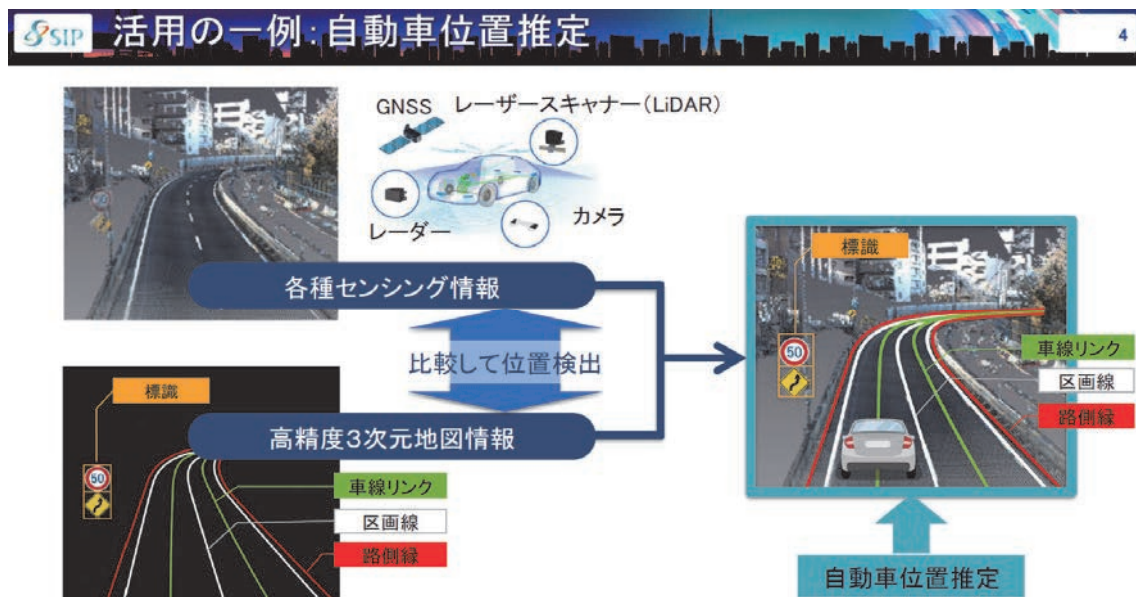 SIP 活用の一例:自動車位置推定
4
GNSS レーザースキャナー(LiDAR)
レーダー
カメラ
各種センシング情報
比較して位置検出
高精度3次元地図情報
標識
50
車線リンク
区画線
路側縁
標識
50
車線リンク
区画線
路側縁
自動車位置推定